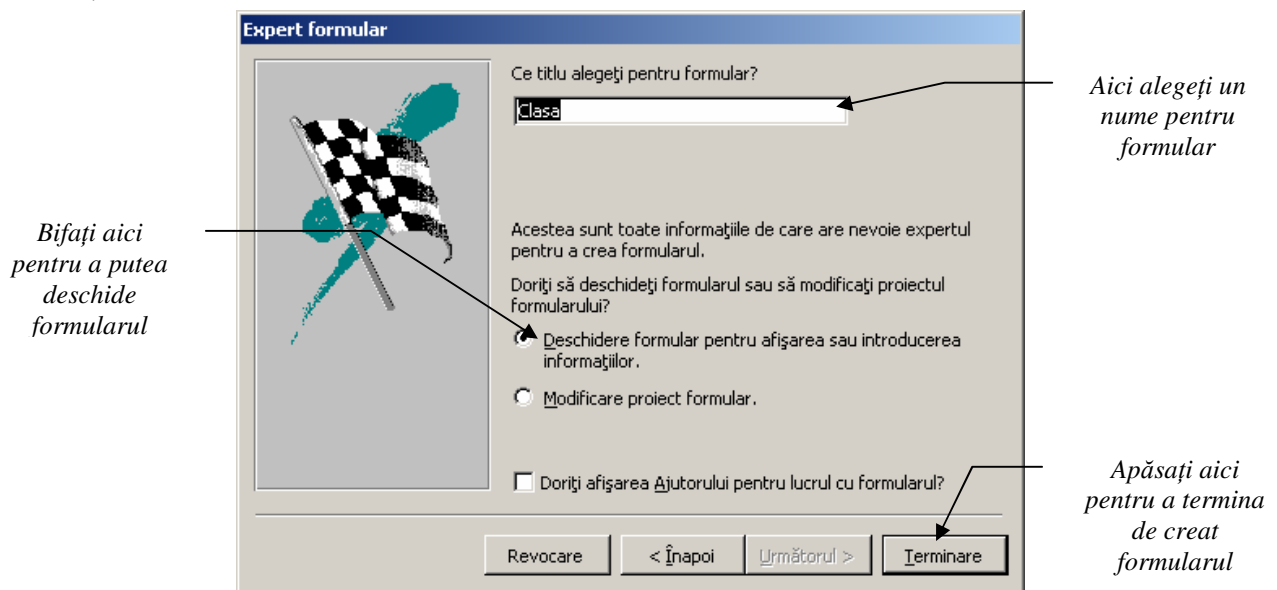 Expert formular
Ce titlu alegeţi pentru formular?
Clasa
Aici alegeți un
nume pentru
formular
Bifați aici
pentru a putea
deschide
formularul
Acestea sunt toate informaţiile de care are nevoie expertul
pentru a crea formularul.
Doriţi să deschideţi formularul sau să modificaţi proiectul
formularului?
Deschidere formular pentru afişarea sau introducerea
informaţiilor.
Modificare proiect formular.
Doriţi afişarea Ajutorului pentru lucrul cu formularul?
Apăsați aici
pentru a termina
de creat
formularul
Revocare
< Înapoi
Următorul >
Terminare